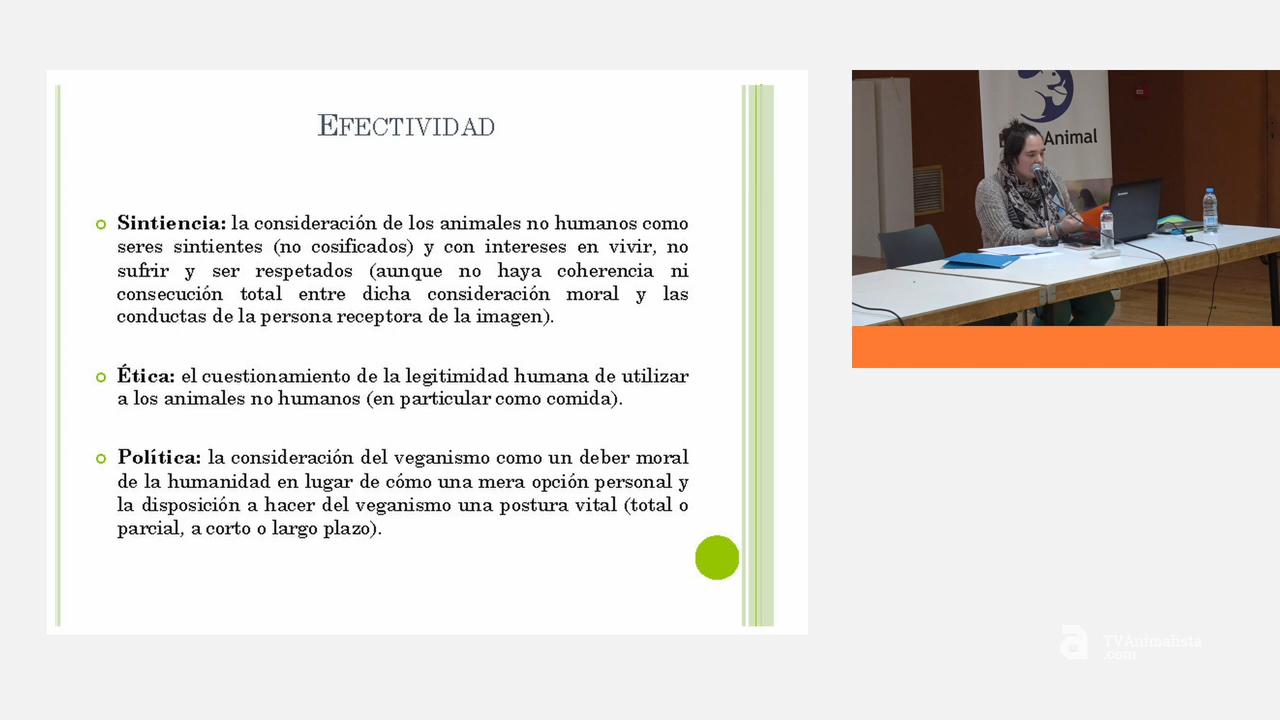 EFECTIVIDAD
Sintiencia: la consideración de los animales no humanos como
seres sintientes (no cosificados) y con intereses en vivir, no
sufrir y ser respetados (aunque no haya coherencia ni
consecución total entre dicha consideración moral y las
conductas de la persona receptora de la imagen).
Ética: el cuestionamiento de la legitimidad humana de utilizar
a los animales no humanos (en particular como comida).
Política: la consideración del veganismo como un deber moral
de la humanidad en lugar de cómo una mera opción personal y
la disposición a hacer del veganismo una postura vital (total o
parcial, a corto o largo plazo).
Animal
lenovo
TVAnimalista
.com